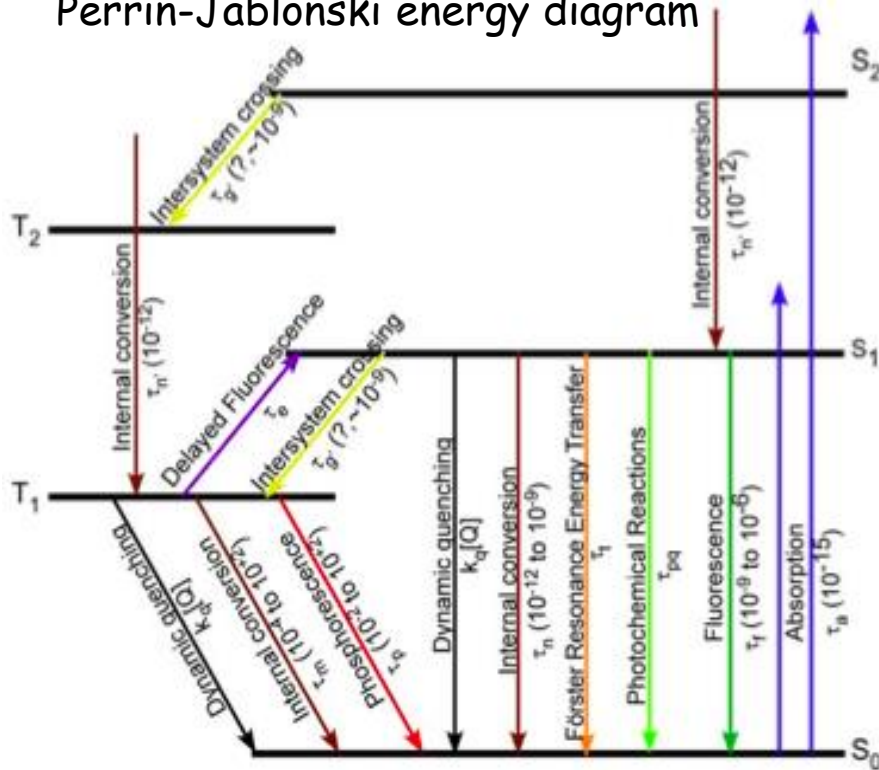 Perrin-Jablonski energy diagram
S2
Intersystem crossing
τg' (?,~10-9)
Internal conversion
τn' (10-12)
T2
Internal conversion
τn' (10-12)
S1
Delayed Fluorescence
τe
Intersystem crossing
τg' (?,~10-9)
T1
Dynamic quenching
kq[Q]
Internal conversion
τm (10-4 to 10+2)
Phosphorescence
τp (10-2 to 10+2)
Dynamic quenching
kq[Q]
Internal conversion
τn (10-12 to 10-9)
Förster Resonance Energy Transfer
τt
Photochemical Reactions
τpq
Fluorescence
τf (10-9 to 10-6)
Absorption
τa (10-15)
S0